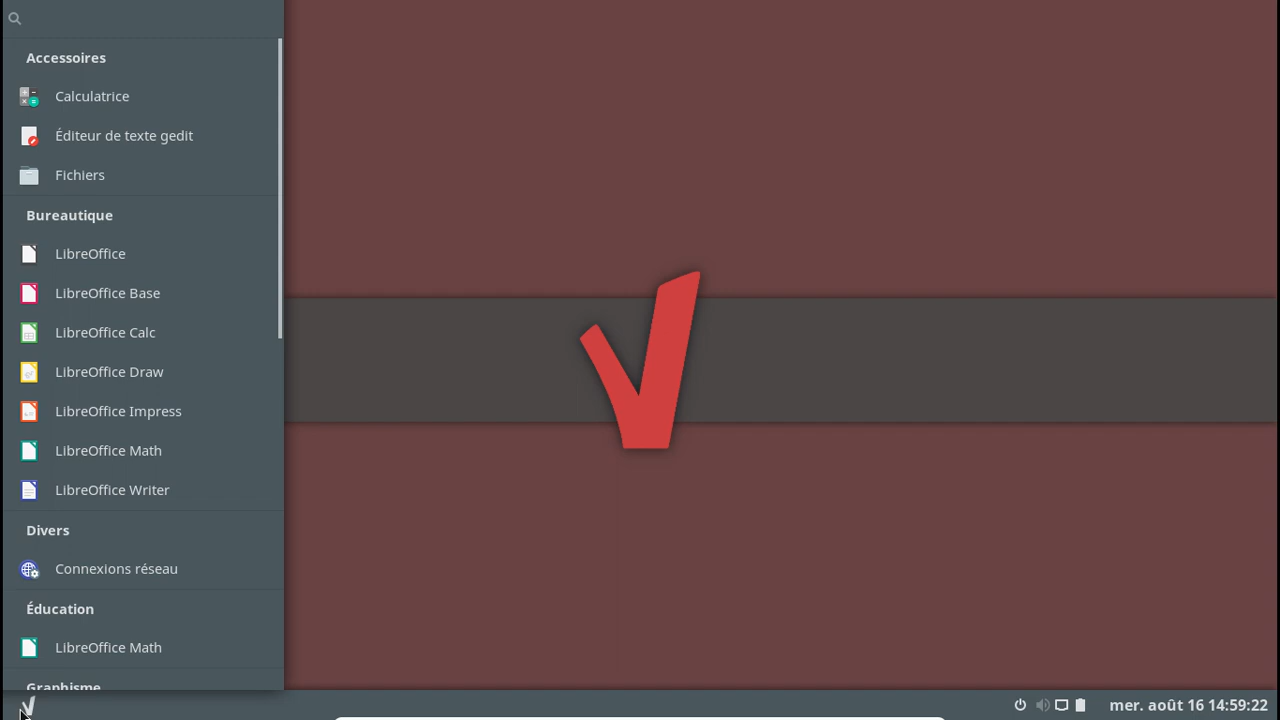 Accessoires
Calculatrice
Éditeur de texte gedit
Fichiers
Bureautique
LibreOffice
LibreOffice Base
LibreOffice Calc
LibreOffice Draw
LibreOffice Impress
LibreOffice Math
LibreOffice Writer
Divers
Connexions réseau
Éducation
LibreOffice Math
Graphisme
mer. août 16 14:59:22